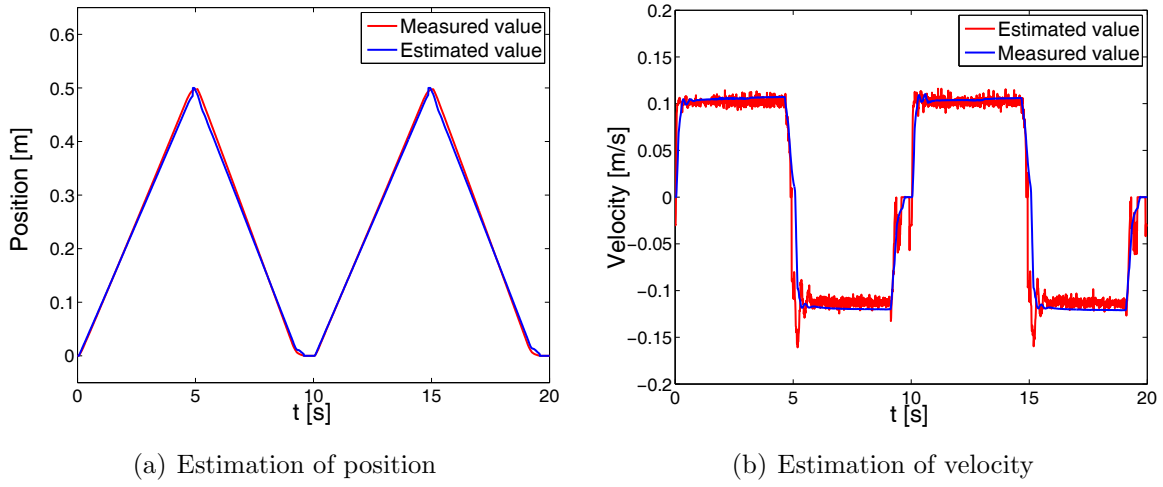 Measured value
Estimated value
0.6
0.5
0.4
0.3
0.2
0.1
0
Position [m]
0
5
10
15
20
t [s]
(a) Estimation of position
Estimated value
Measured value
0.2
0.15
0.1
0.05
0
−0.05
−0.1
−0.15
−0.2
Velocity [m/s]
0
5
10
15
20
t [s]
(b) Estimation of velocity